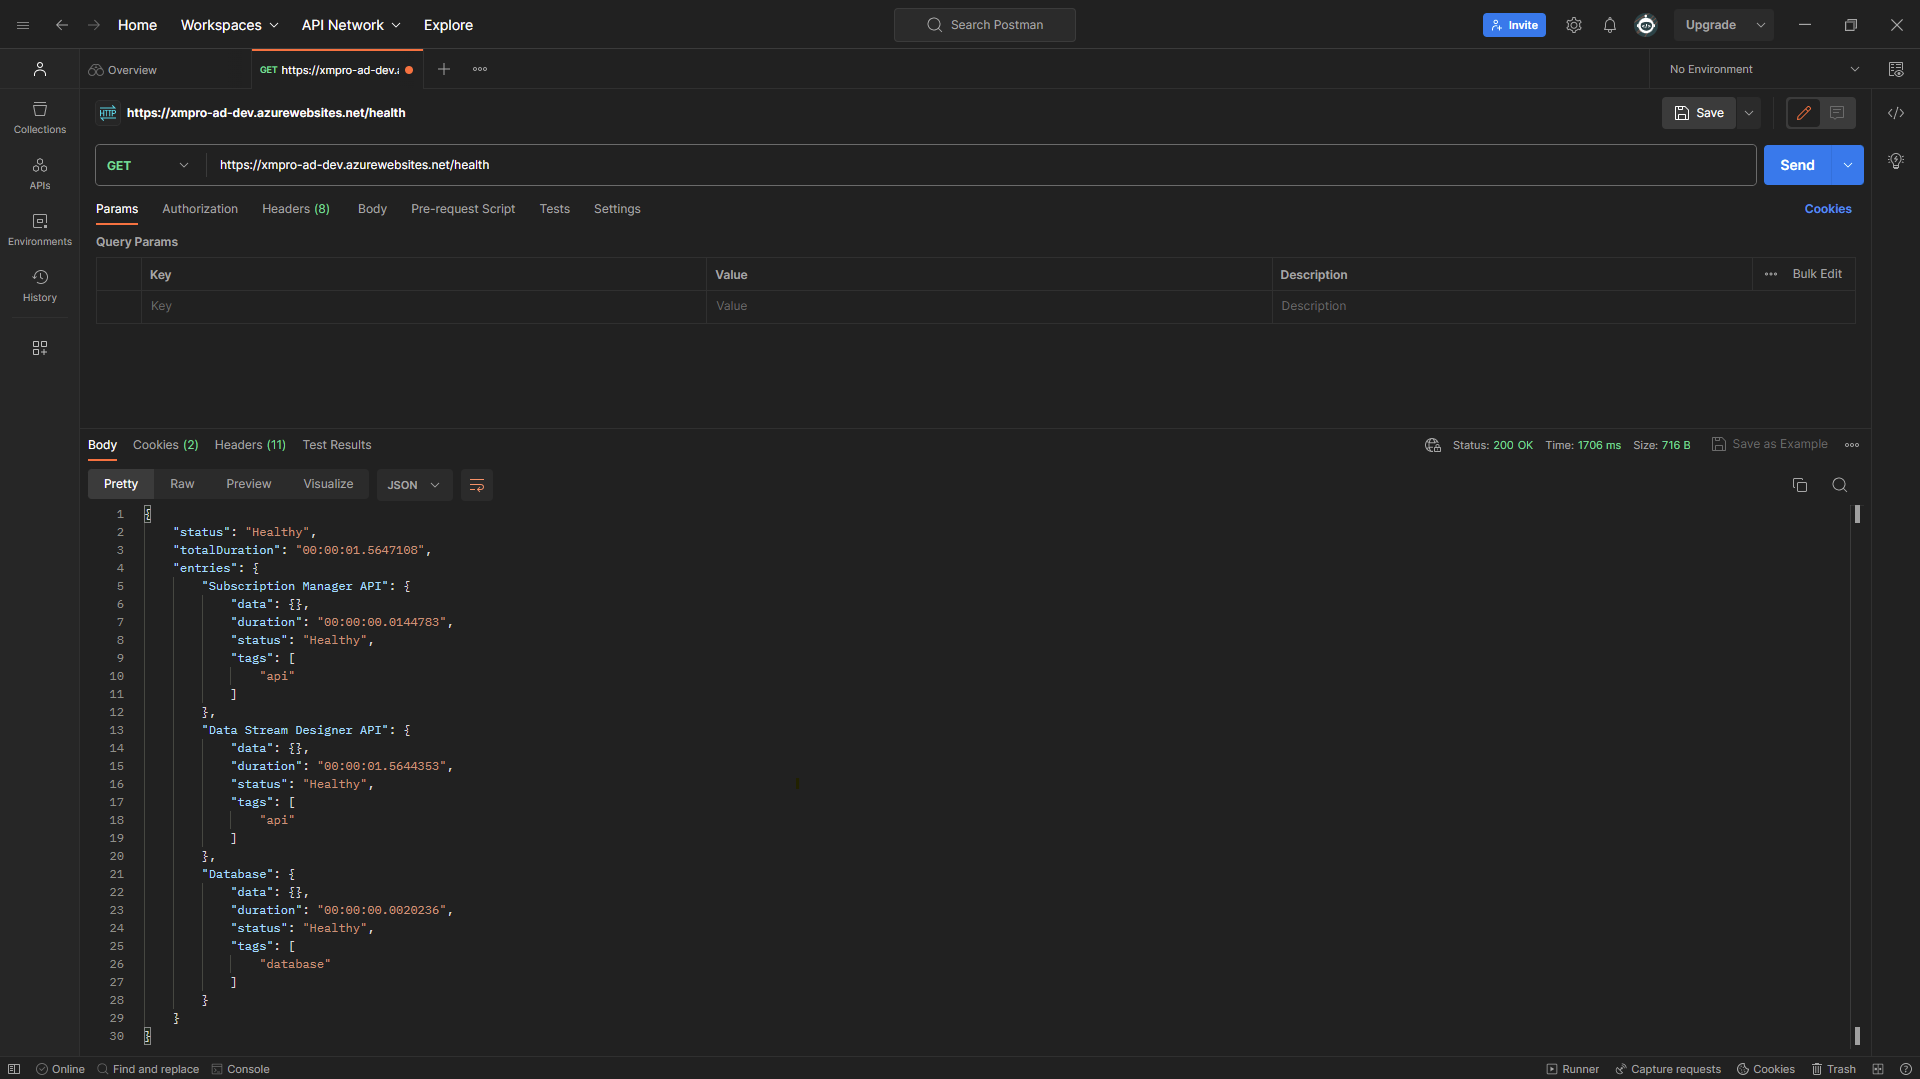 Home Workspaces API Network Explore Search Postman Invite Upgrade
Overview GET https://xmpro-ad-dev.a No Environment
HTTP https://xmpro-ad-dev.azurewebsites.net/health Save
Collections
GET https://xmpro-ad-dev.azurewebsites.net/health Send
APIs
Params Authorization Headers (8) Body Pre-request Script Tests Settings Cookies
Environments Query Params
Key Value Description Bulk Edit
History
Key Value Description
Body Cookies (2) Headers (11) Test Results Status: 200 OK Time: 1706 ms Size: 716 B Save as Example
Pretty Raw Preview Visualize JSON
1 {
2 "status": "Healthy",
3 "totalDuration": "00:00:01.5647108",
4 "entries": {
5 "Subscription Manager API": {
6 "data": {},
7 "duration": "00:00:00.0144783",
8 "status": "Healthy",
9 "tags": [
10 "api"
11 ]
12 },
13 "Data Stream Designer API": {
14 "data": {},
15 "duration": "00:00:01.5644353",
16 "status": "Healthy",
17 "tags": [
18 "api"
19 ]
20 },
21 "Database": {
22 "data": {},
23 "duration": "00:00:00.0020236",
24 "status": "Healthy",
25 "tags": [
26 "database"
27 ]
28 }
29 }
30 }
Online Find and replace Console Runner Capture requests Cookies Trash